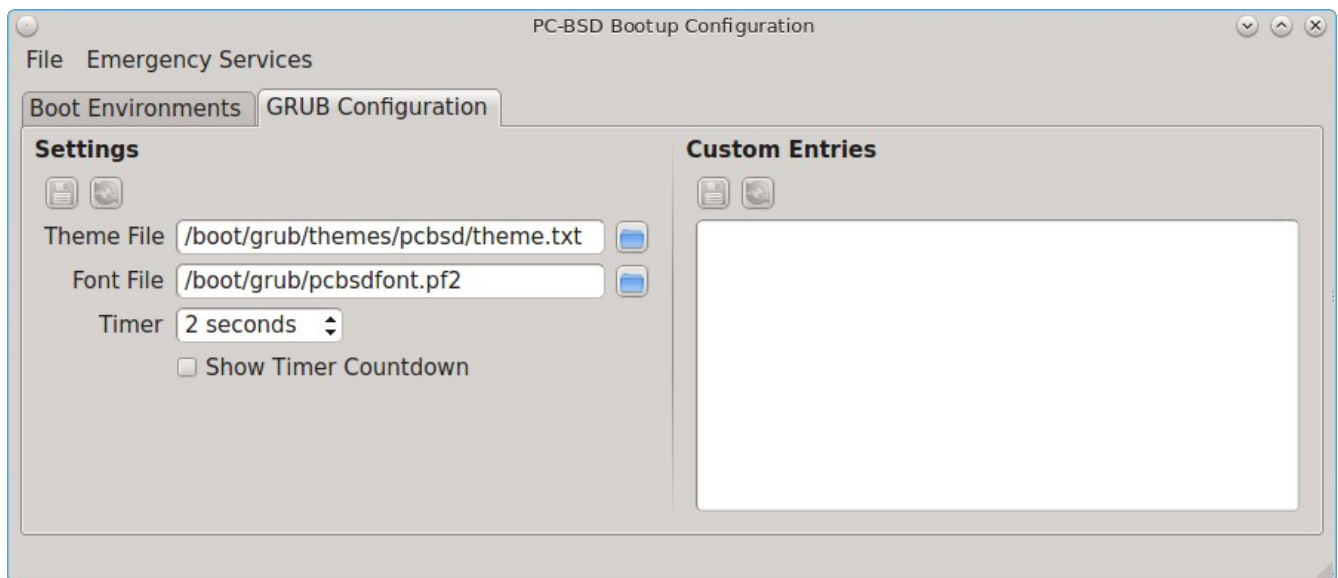 PC-BSD Bootup Configuration
File Emergency Services
Boot Environments GRUB Configuration
Settings
Theme File /boot/grub/themes/pcbsd/theme.txt
Font File /boot/grub/pcbsdfont.pf2
Timer 2 seconds
Show Timer Countdown
Custom Entries